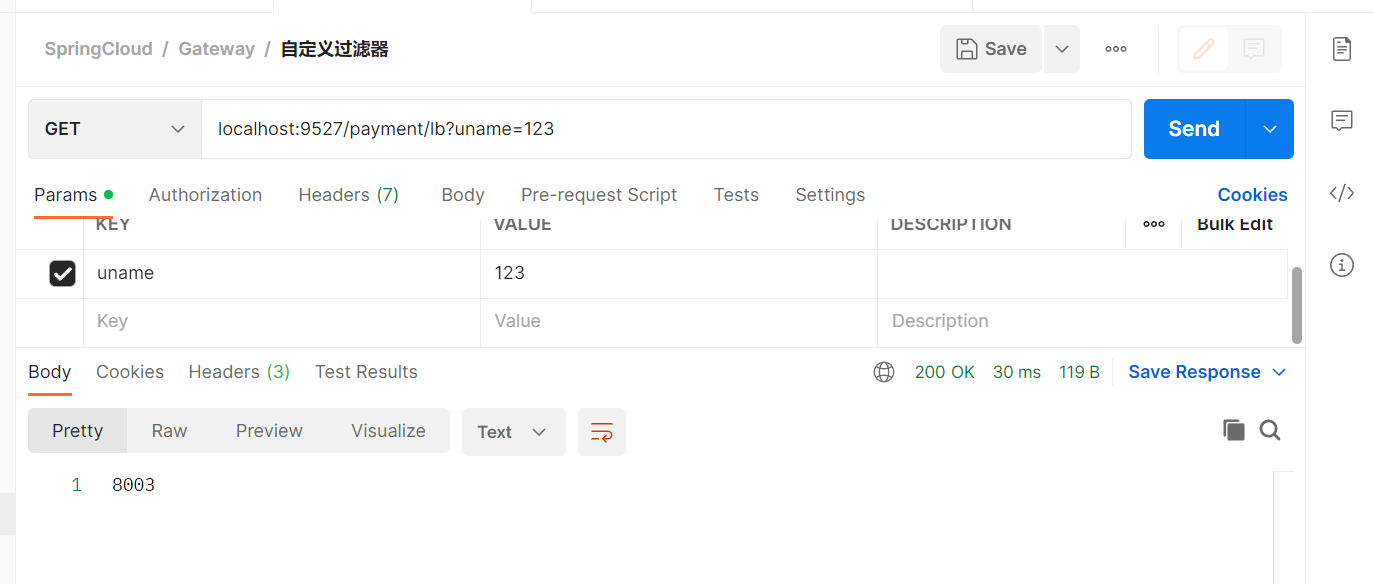 SpringCloud / Gateway / 自定义过滤器
Save
GET
localhost:9527/payment/lb?uname=123
Send
Params
Authorization
Headers (7)
Body
Pre-request Script
Tests
Settings
Cookies
KEY
VALUE
DESCRIPTION
Bulk Edit
uname
123
Key
Value
Description
Body
Cookies
Headers (3)
Test Results
200 OK
30 ms
119 B
Save Response
Pretty
Raw
Preview
Visualize
Text
1
8003